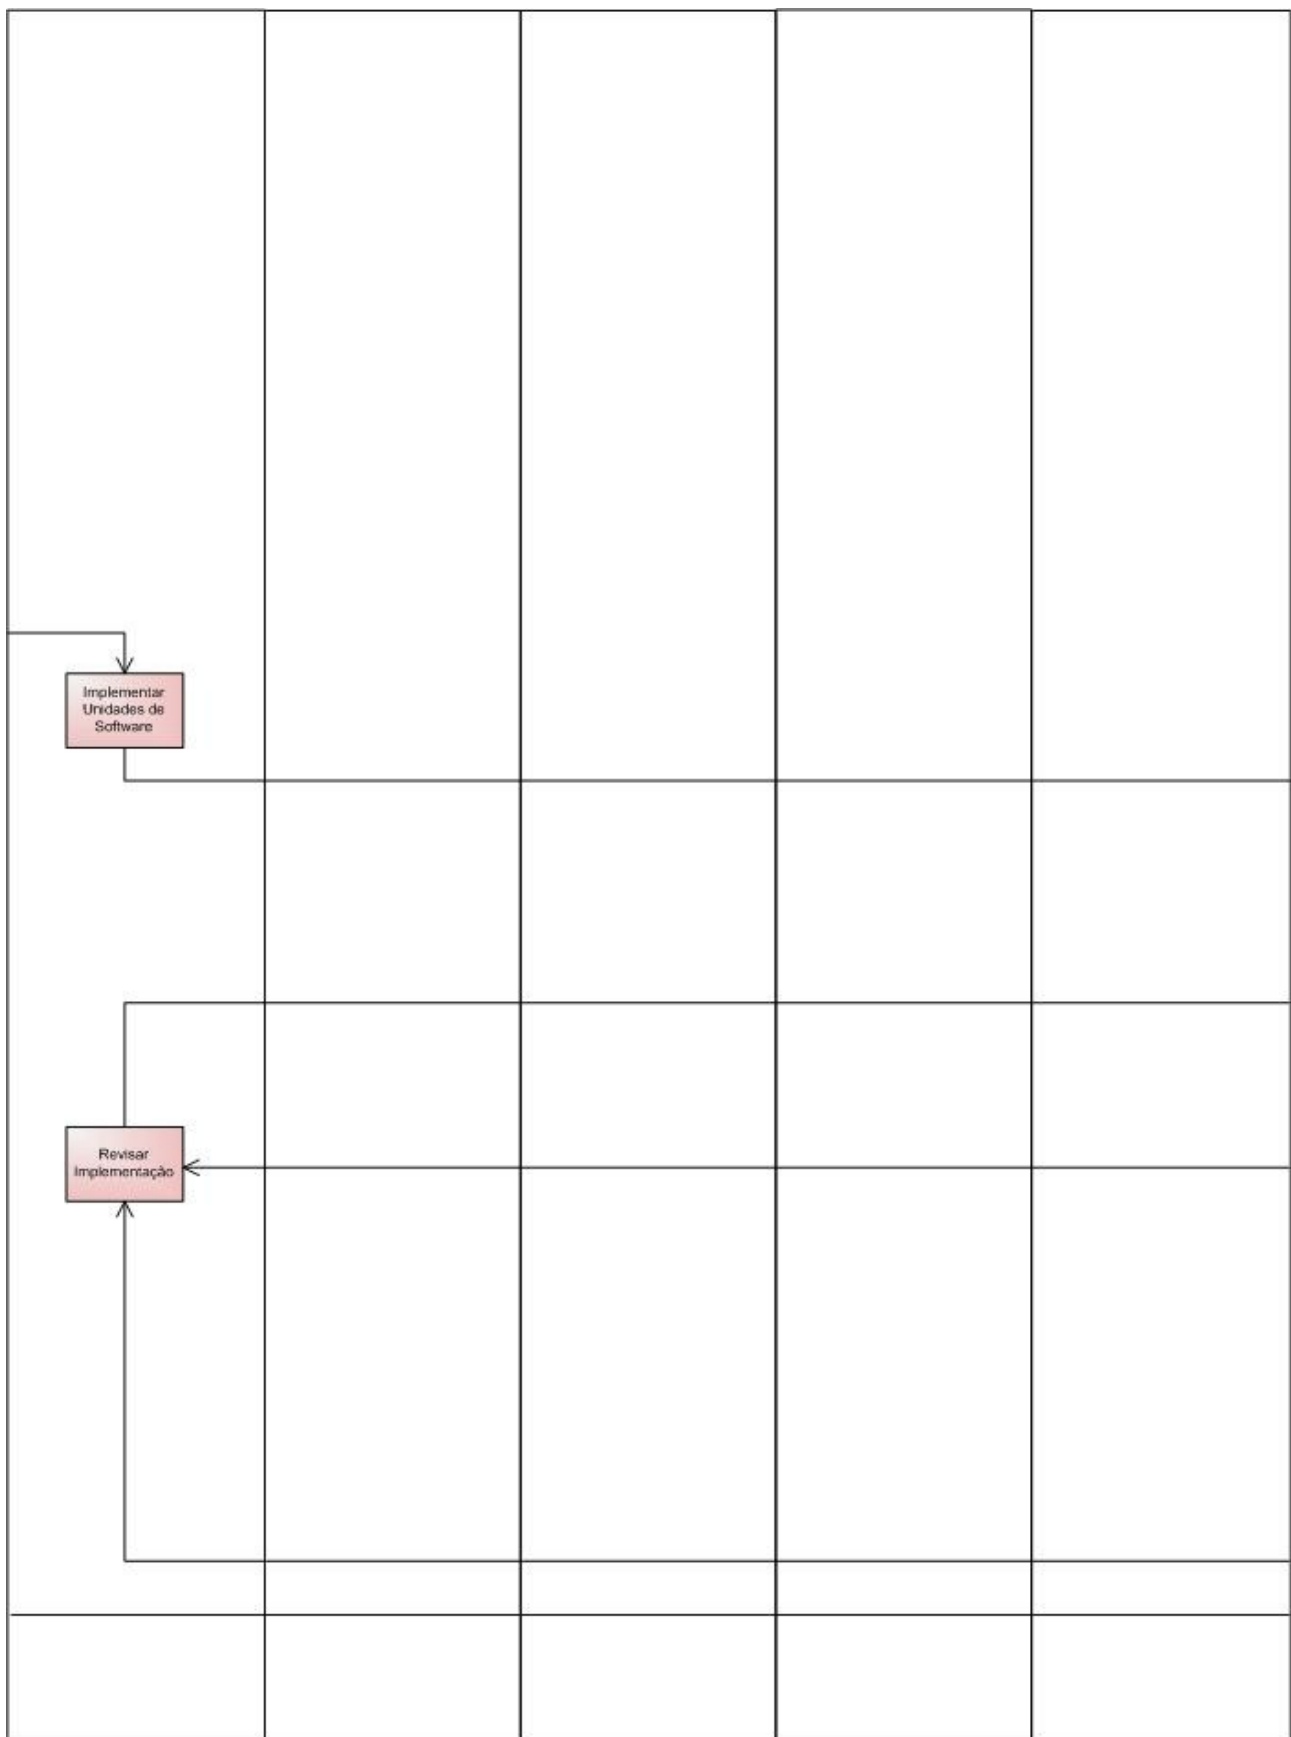 Implementar
Unidades de
Software
Revisar
Implementação